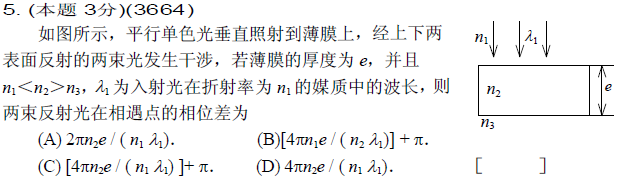 5. (本题 3分)(3664)
如图所示，平行单色光垂直照射到薄膜上，经上下两
表面反射的两束光发生干涉，若薄膜的厚度为 e，并且
n₁＜n₂＞n₃，λ₁为入射光在折射率为 n₁ 的媒质中的波长，则
两束反射光在相遇点的相位差为
(A) 2πn₂e / ( n₁ λ₁).
(B)[4πn₁e / ( n₂ λ₁)] + π.
(C) [4πn₂e / ( n₁ λ₁) ]+ π.
(D) 4πn₂e / ( n₁ λ₁).
[ ]
n₁ λ₁
n₂ e
n₃